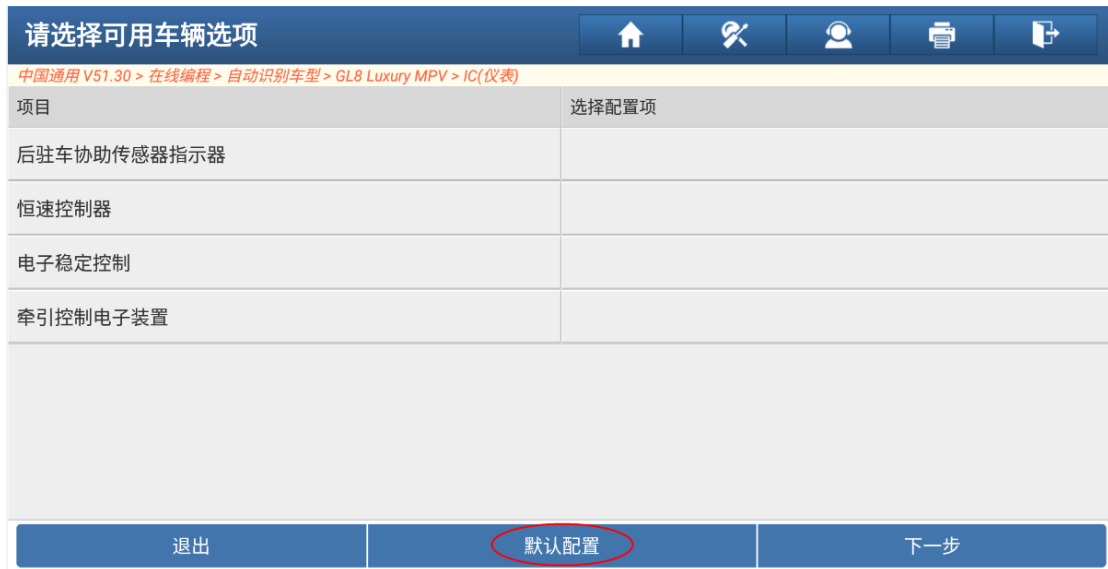 请选择可用车辆选项
中国通用 V51.30 > 在线编程 > 自动识别车型 > GL8 Luxury MPV > IC(仪表)
项目 选择配置项
后驻车协助传感器指示器
恒速控制器
电子稳定控制
牵引控制电子装置
退出 默认配置 下一步